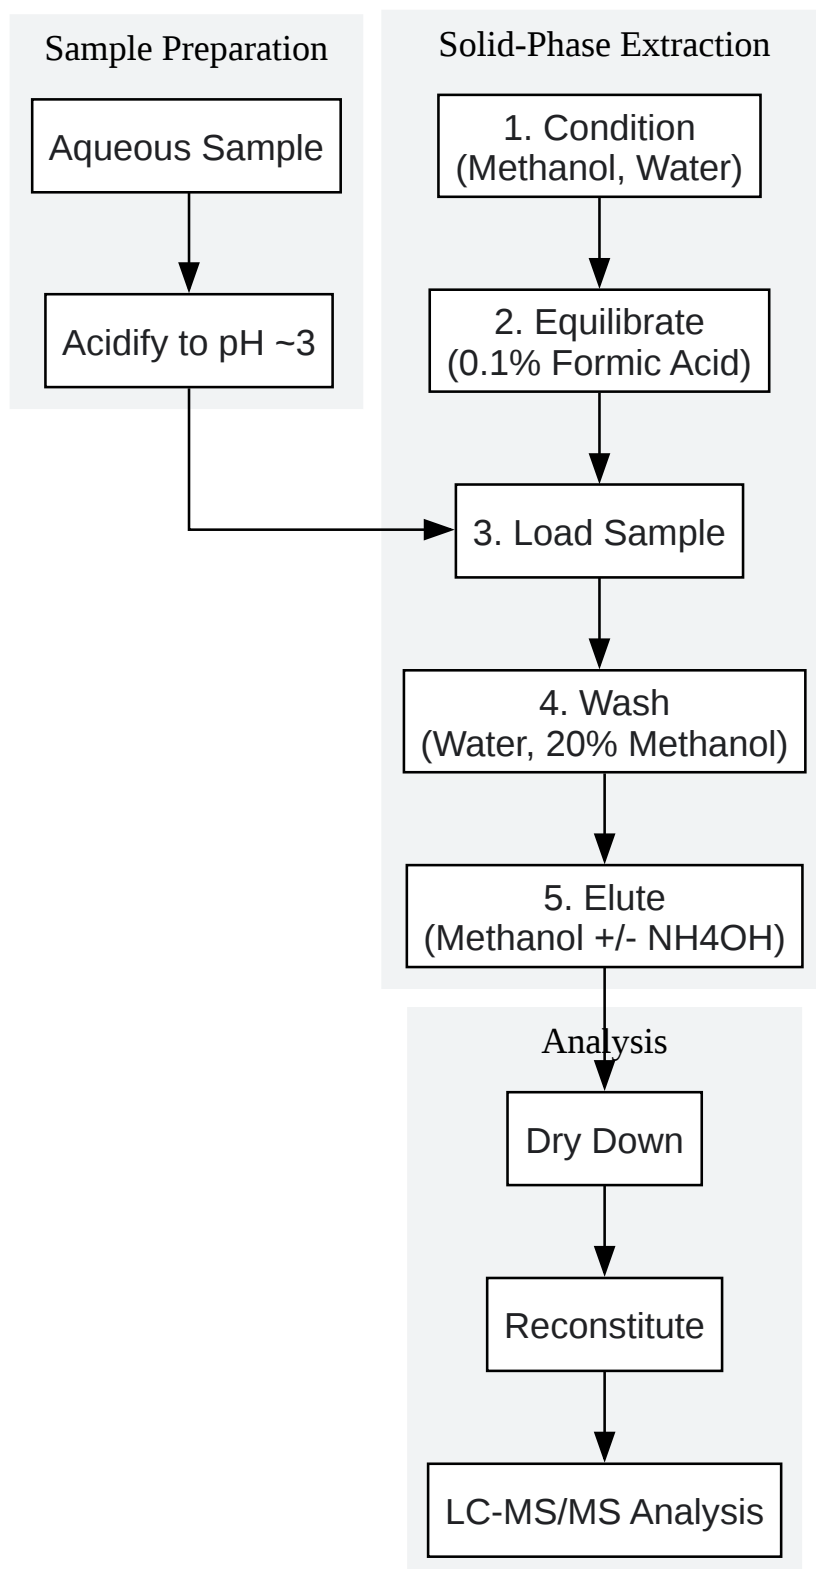 Sample Preparation
Aqueous Sample
Acidify to pH ~3
Solid-Phase Extraction
1. Condition
(Methanol, Water)
2. Equilibrate
(0.1% Formic Acid)
3. Load Sample
4. Wash
(Water, 20% Methanol)
5. Elute
(Methanol +/- NH4OH)
Analysis
Dry Down
Reconstitute
LC-MS/MS Analysis